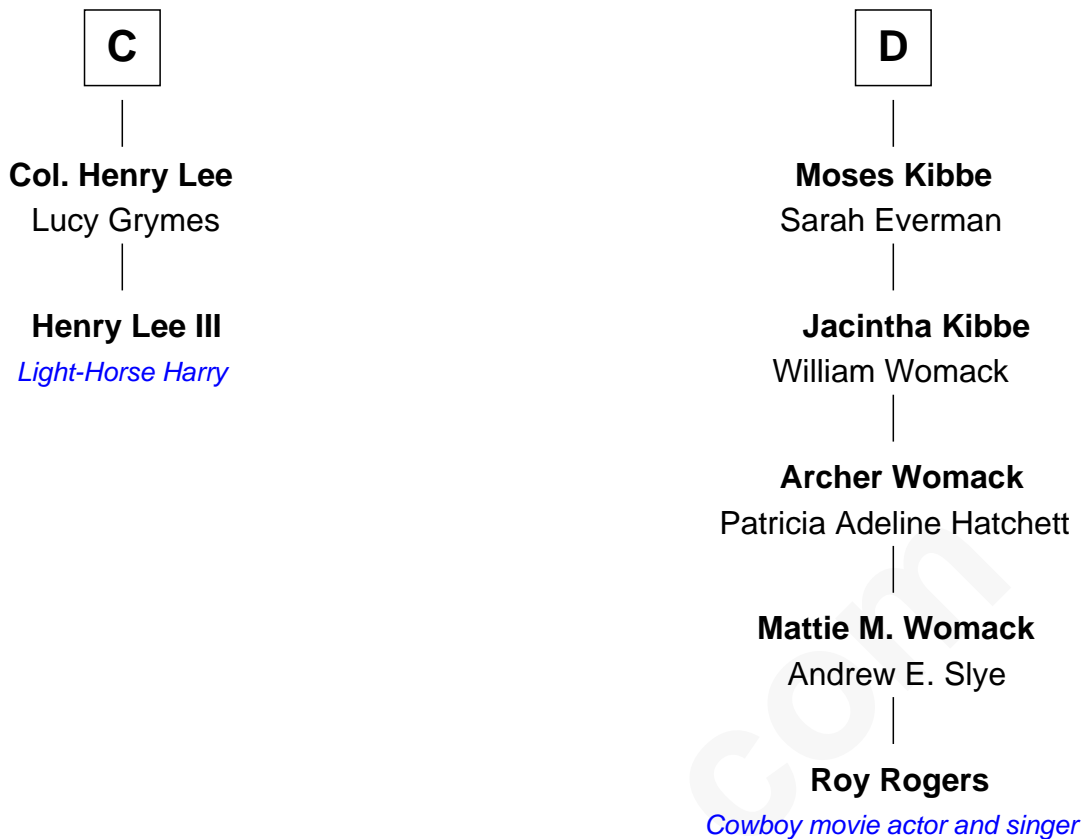 C
Col. Henry Lee
Lucy Grymes
Henry Lee III
Light-Horse Harry
D
Moses Kibbe
Sarah Everman
Jacintha Kibbe
William Womack
Archer Womack
Patricia Adeline Hatchett
Mattie M. Womack
Andrew E. Slye
Roy Rogers
Cowboy movie actor and singer
com